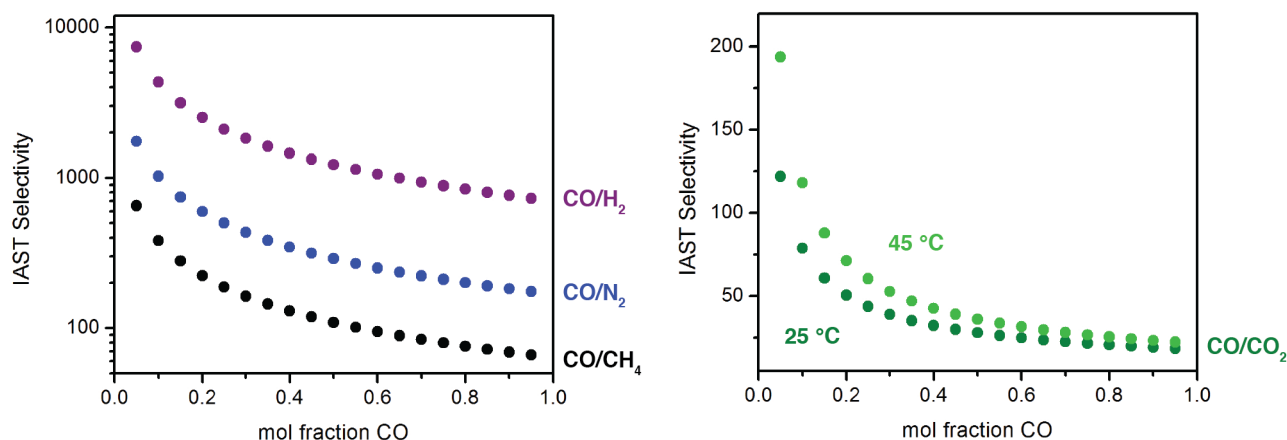 10000
1000
100
IAST Selectivity
0.0 0.2 0.4 0.6 0.8 1.0
mol fraction CO
CO/H₂
CO/N₂
CO/CH₄
200
150
100
50
IAST Selectivity
0.0 0.2 0.4 0.6 0.8 1.0
mol fraction CO
45 °C
25 °C
CO/CO₂